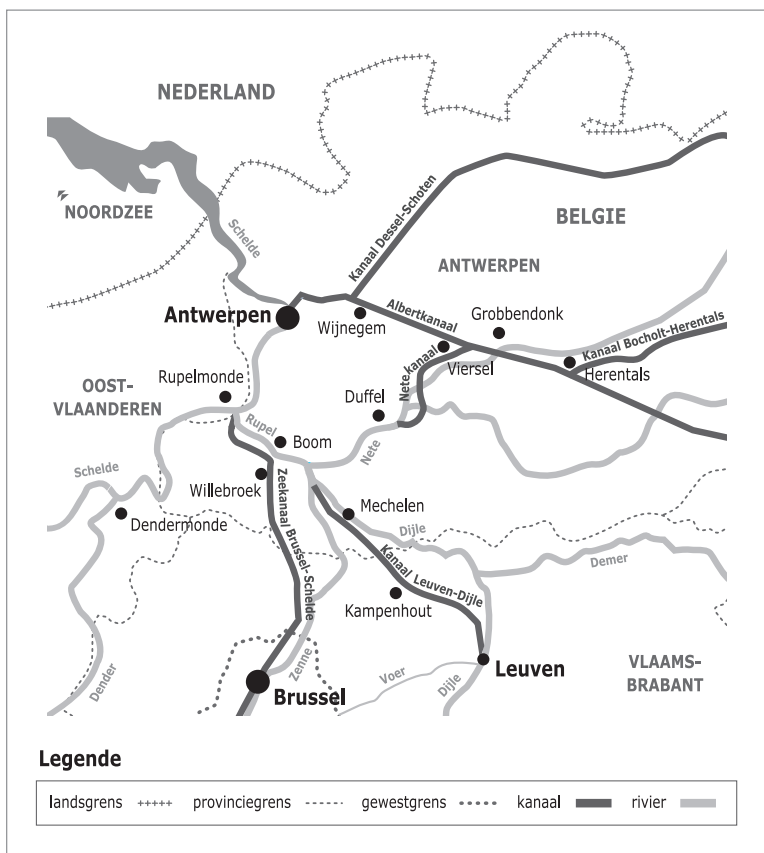 NEDERLAND
NOORDZEE
Schelde
Kanaal Dessel-Schoten
BELGIE
ANTWERPEN
Antwerpen
Wijnegem
Albertkanaal
Grobbendonk
Kanaal Bocholt-Herentals
Viersel
Herentals
Netekanaal
OOST-
VLAANDEREN
Rupelmonde
Duffel
Rupel
Boom
Nete
Schelde
Willebroek
Zeekanaal Brussel-Schelde
Mechelen
Dendermonde
Dijle
Demer
Kanaal Leuven-Dijle
Kampenhout
Dender
Zenne
Voer
Leuven
Dijle
VLAAMS-
BRABANT
Brussel
Legende
landsgrens provinciegrens gewestgrens kanaal rivier